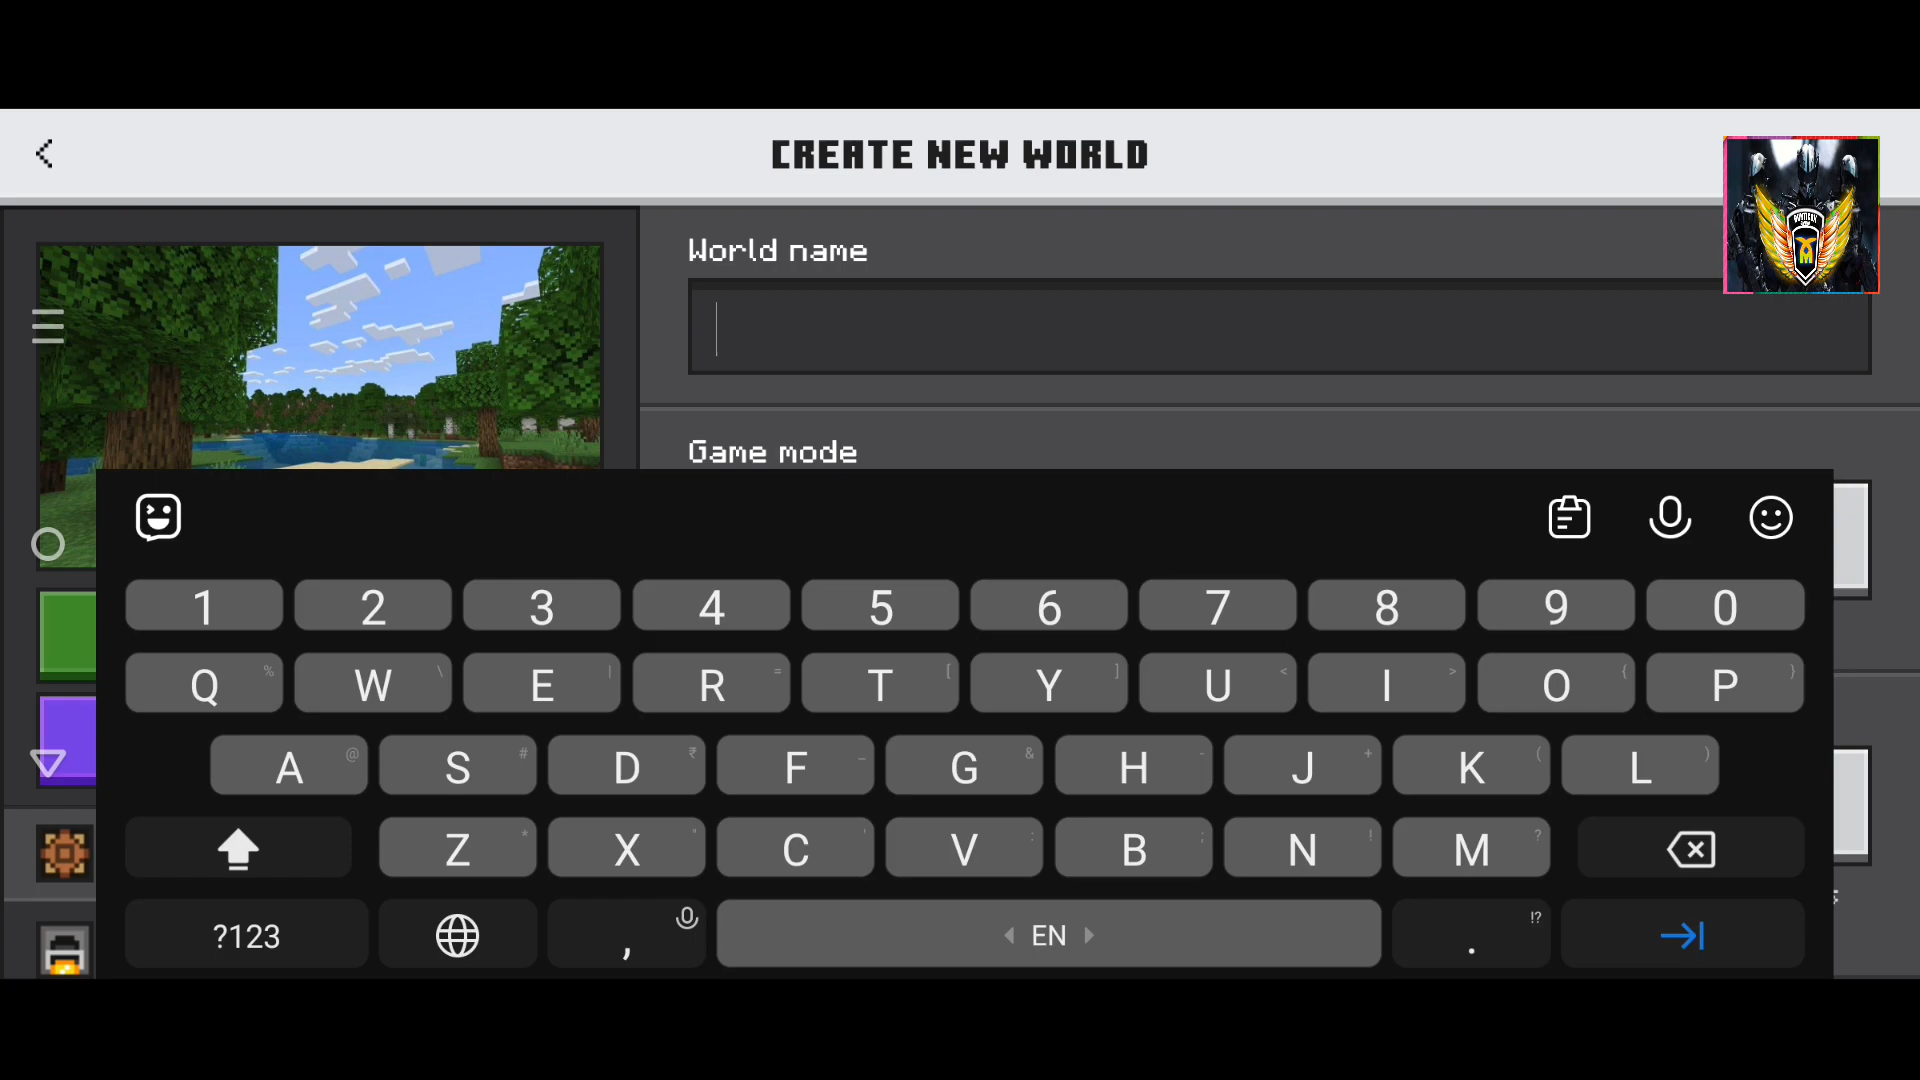 CREATE NEW WORLD
World name
Game mode
1 2 3 4 5 6 7 8 9 0
Q % W \ E | R = T [ Y ] U < I > O { P }
A @ S # D ₹ F _ G & H - J + K ( L )
Z * X " C ' V : B ; N ! M ?
?123 , EN . !?
M